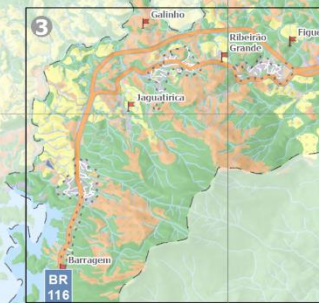 3
Galinho
Ribeirão
Grande
Figue
Jaguatirica
Barragem
BR
116